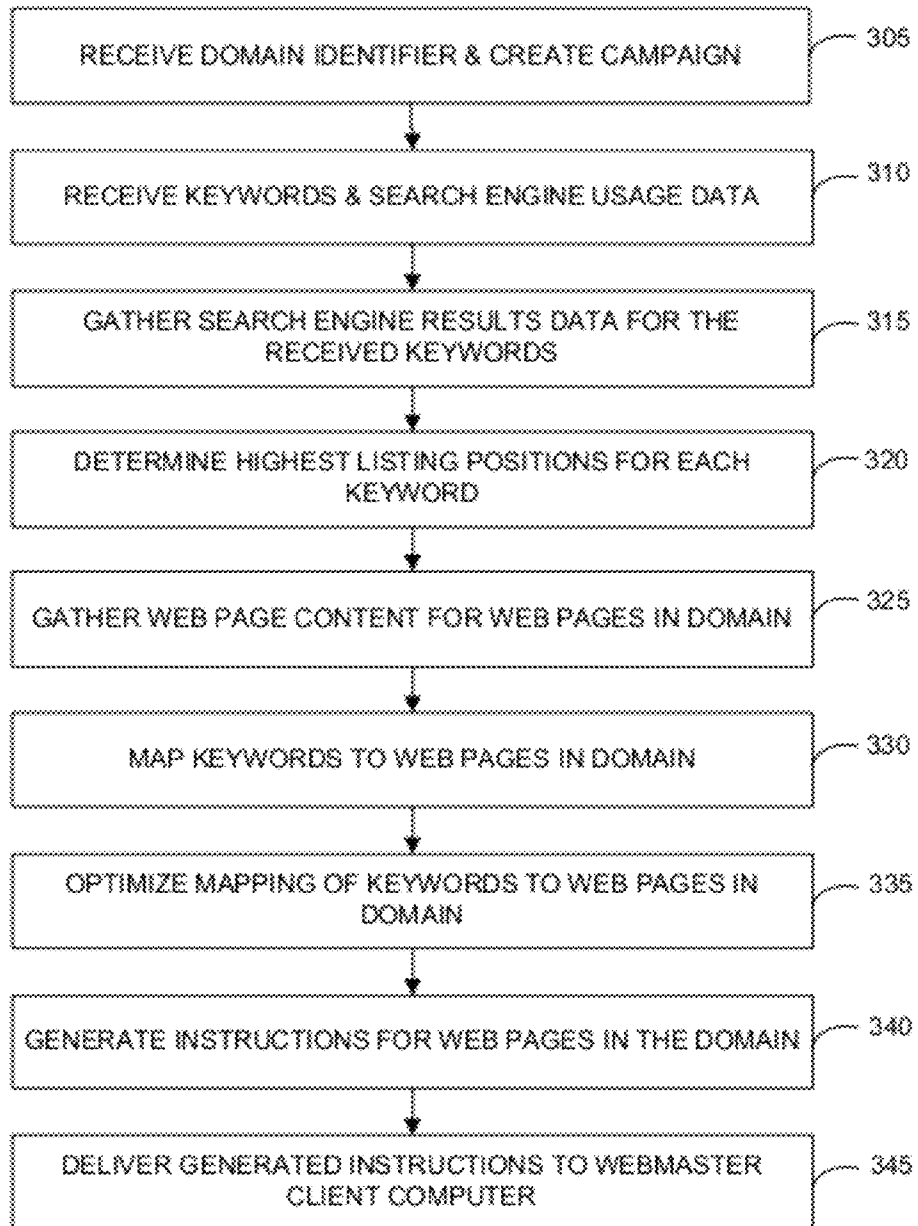 RECEIVE DOMAIN IDENTIFIER & CREATE CAMPAIGN
305
RECEIVE KEYWORDS & SEARCH ENGINE USAGE DATA
310
GATHER SEARCH ENGINE RESULTS DATA FOR THE
RECEIVED KEYWORDS
315
DETERMINE HIGHEST LISTING POSITIONS FOR EACH
KEYWORD
320
GATHER WEB PAGE CONTENT FOR WEB PAGES IN DOMAIN
325
MAP KEYWORDS TO WEB PAGES IN DOMAIN
330
OPTIMIZE MAPPING OF KEYWORDS TO WEB PAGES IN
DOMAIN
335
GENERATE INSTRUCTIONS FOR WEB PAGES IN THE DOMAIN
340
DELIVER GENERATED INSTRUCTIONS TO WEBMASTER
CLIENT COMPUTER
345